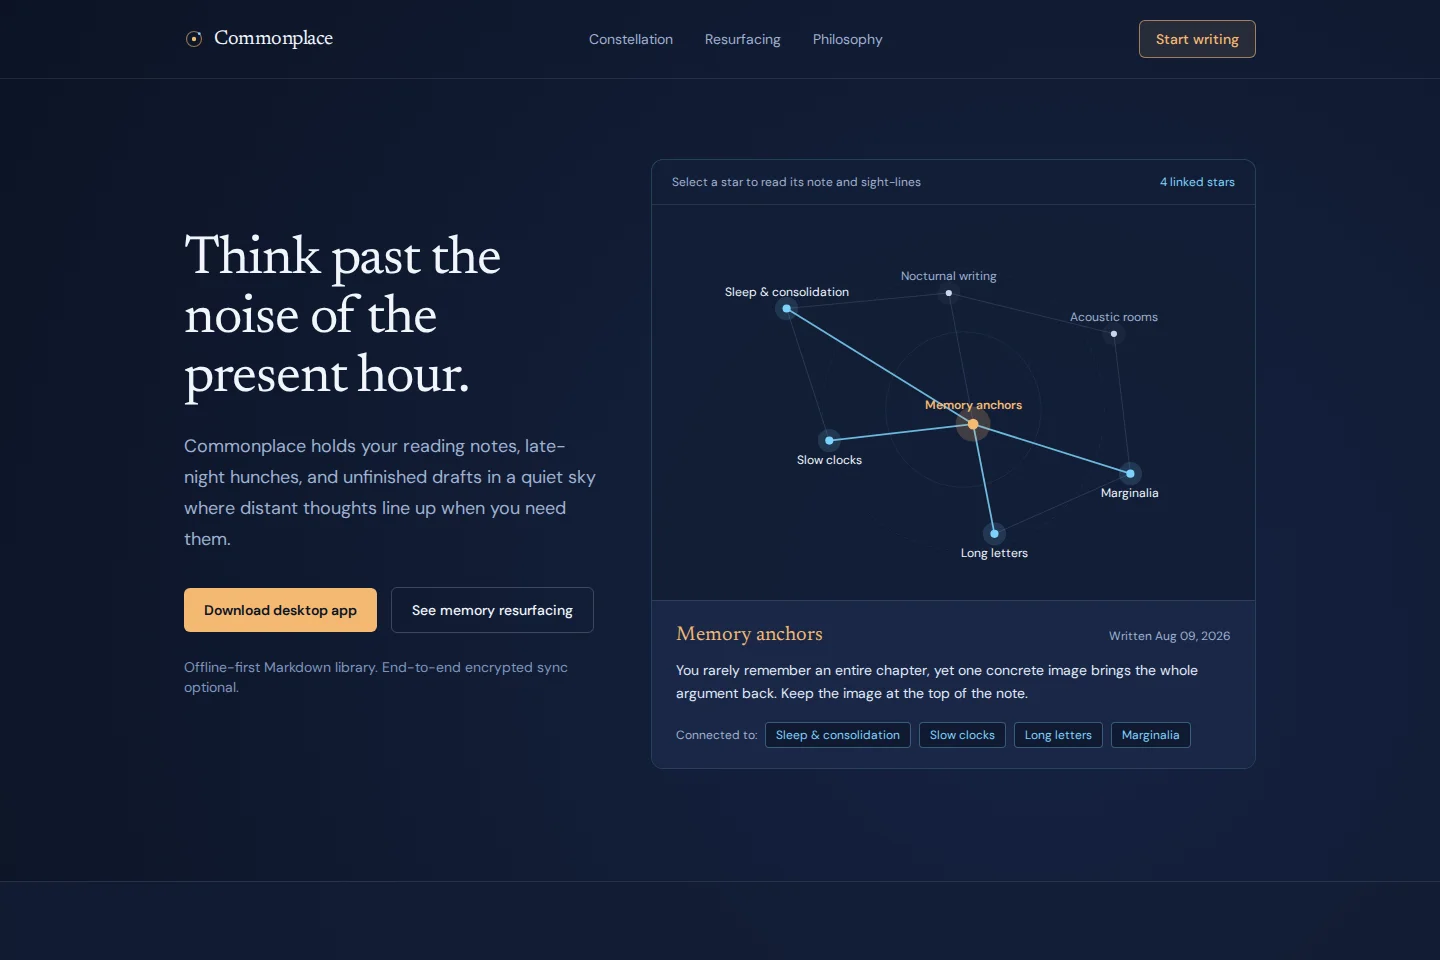 Commonplace
Constellation
Resurfacing
Philosophy
Start writing
Think past the
noise of the
present hour.
Commonplace holds your reading notes, late-
night hunches, and unfinished drafts in a quiet sky
where distant thoughts line up when you need
them.
Download desktop app
See memory resurfacing
Offline-first Markdown library. End-to-end encrypted sync
optional.
Select a star to read its note and sight-lines
4 linked stars
Nocturnal writing
Sleep & consolidation
Acoustic rooms
Memory anchors
Slow clocks
Marginalia
Long letters
Memory anchors
Written Aug 09, 2026
You rarely remember an entire chapter, yet one concrete image brings the whole
argument back. Keep the image at the top of the note.
Connected to:
Sleep & consolidation
Slow clocks
Long letters
Marginalia